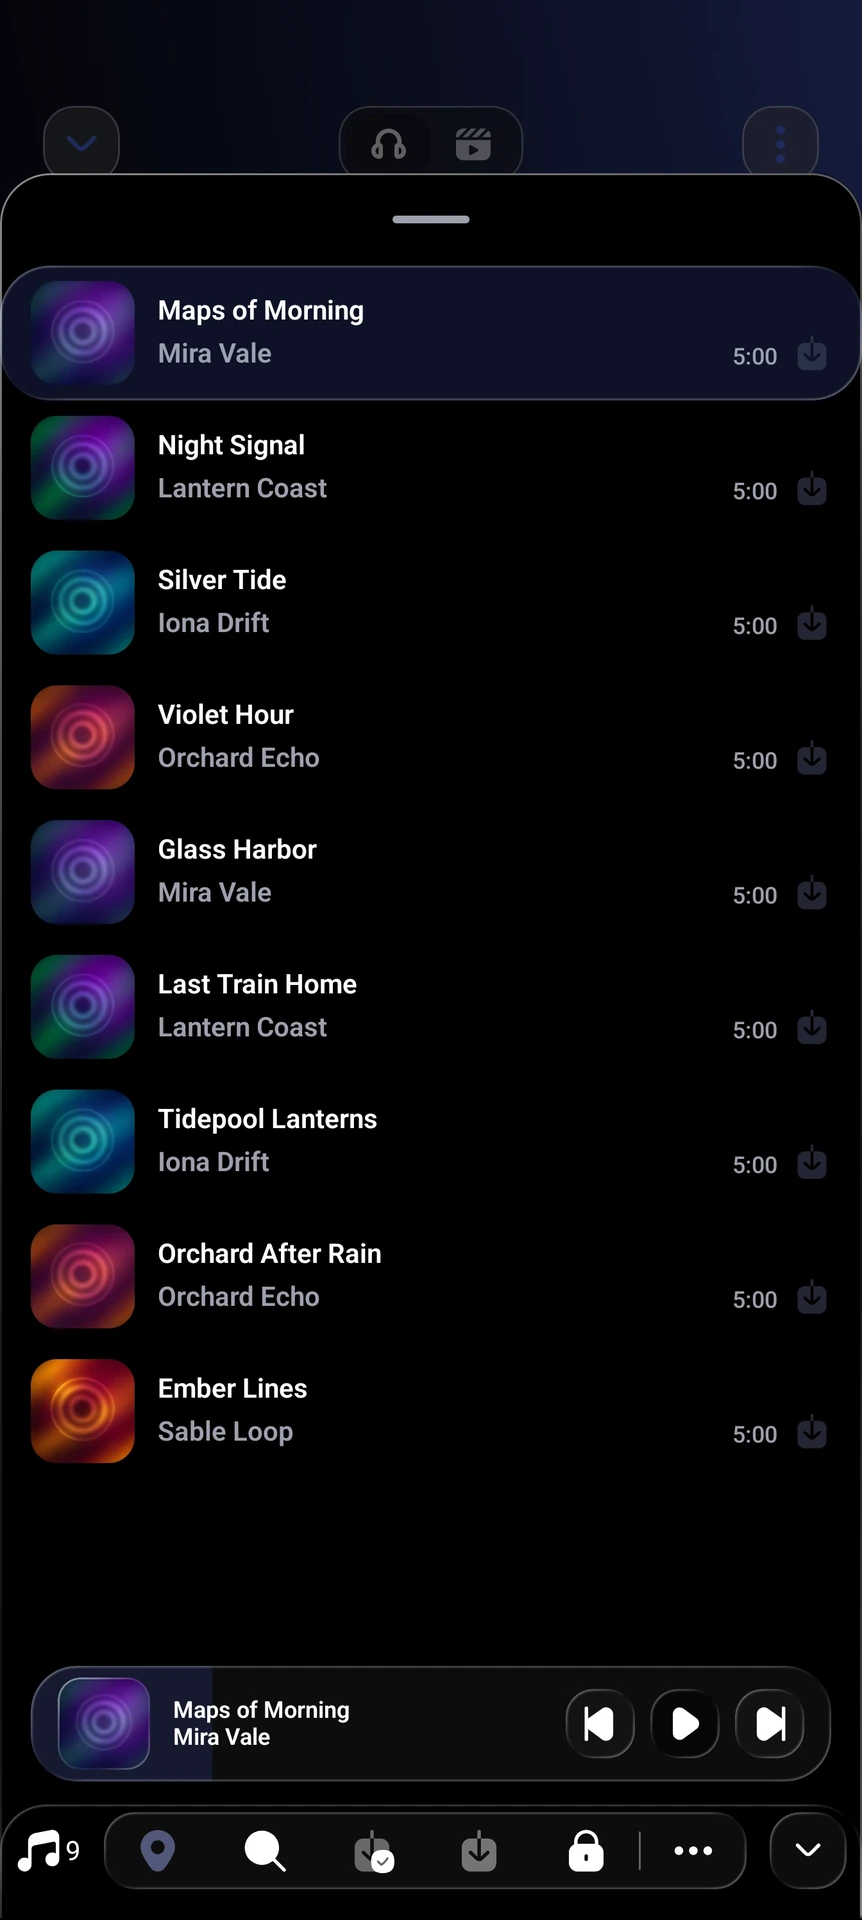 Maps of Morning
Mira Vale
5:00
Night Signal
Lantern Coast
5:00
Silver Tide
Iona Drift
5:00
Violet Hour
Orchard Echo
5:00
Glass Harbor
Mira Vale
5:00
Last Train Home
Lantern Coast
5:00
Tidepool Lanterns
Iona Drift
5:00
Orchard After Rain
Orchard Echo
5:00
Ember Lines
Sable Loop
5:00
Maps of Morning
Mira Vale
9